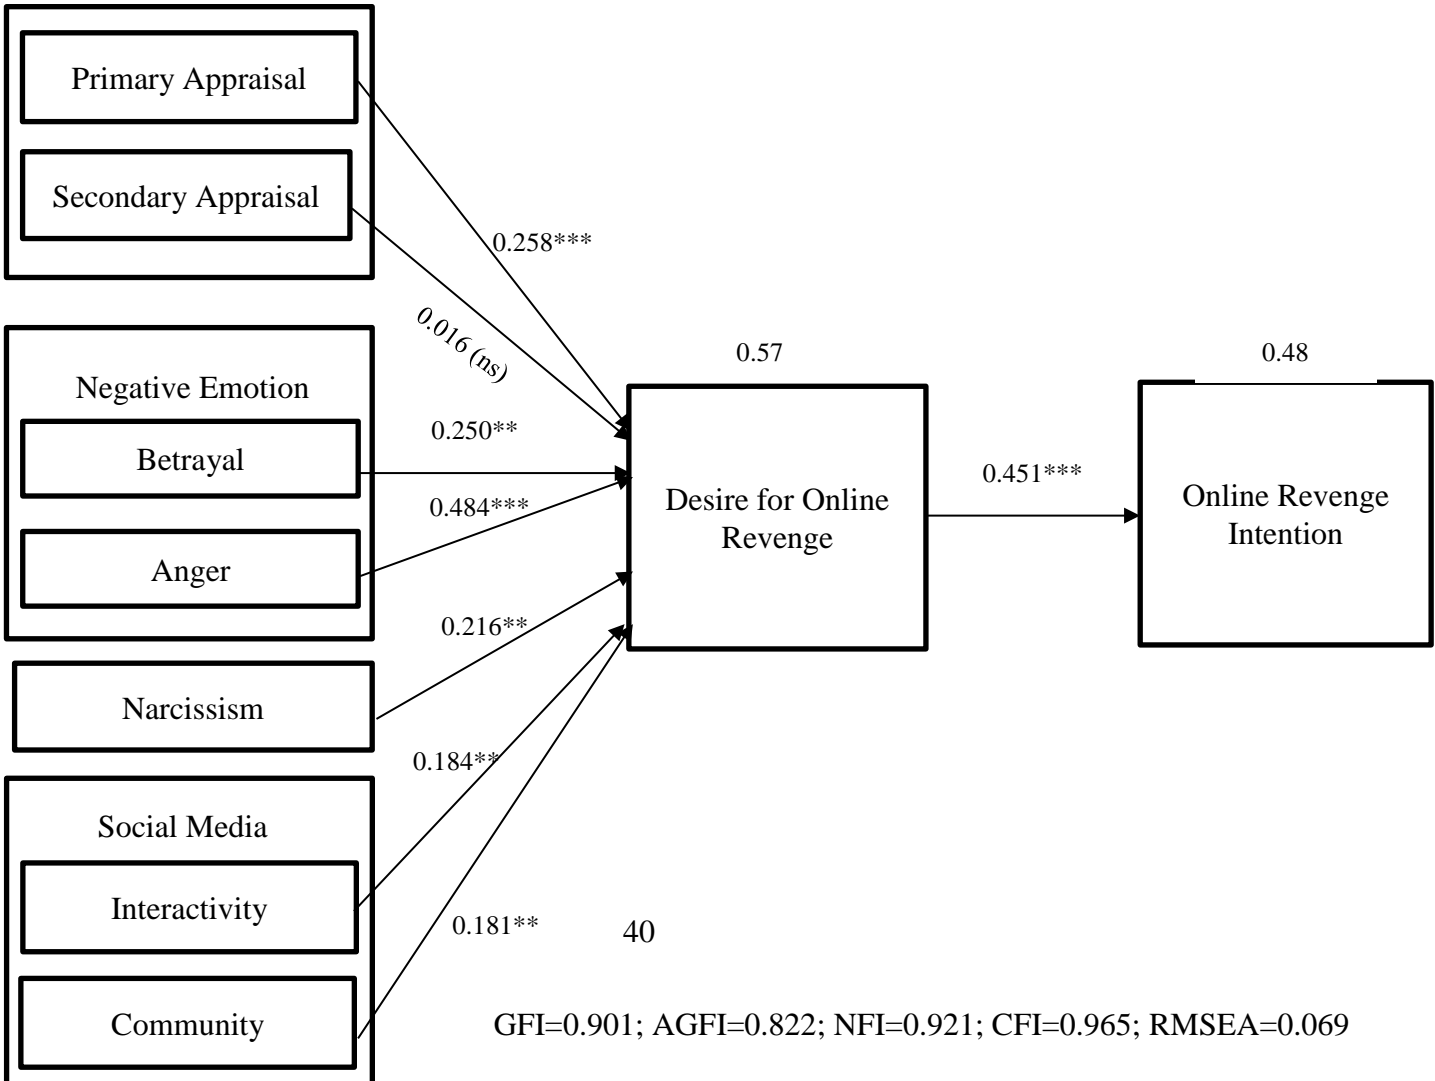 Primary Appraisal
Secondary Appraisal
0.258***
0.016 (ns)
Negative Emotion
Betrayal
Anger
0.250**
0.484***
0.57
0.48
Desire for Online
Revenge
0.451***
Online Revenge
Intention
0.216**
Narcissism
0.184**
Social Media
Interactivity
Community
0.181**
40
GFI=0.901; AGFI=0.822; NFI=0.921; CFI=0.965; RMSEA=0.069